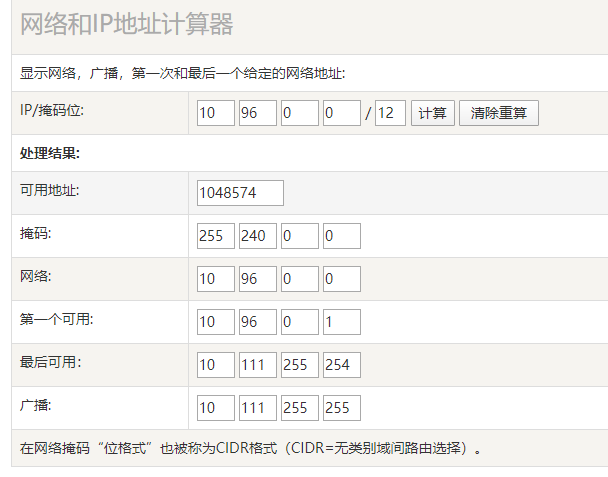 网络和IP地址计算器
显示网络，广播，第一次和最后一个给定的网络地址:
IP/掩码位: 10 96 0 0 / 12 计算 清除重算
处理结果:
可用地址: 1048574
掩码: 255 240 0 0
网络: 10 96 0 0
第一个可用: 10 96 0 1
最后可用： 10 111 255 254
广播: 10 111 255 255
在网络掩码“位格式”也被称为CIDR格式（CIDR=无类别域间路由选择）。